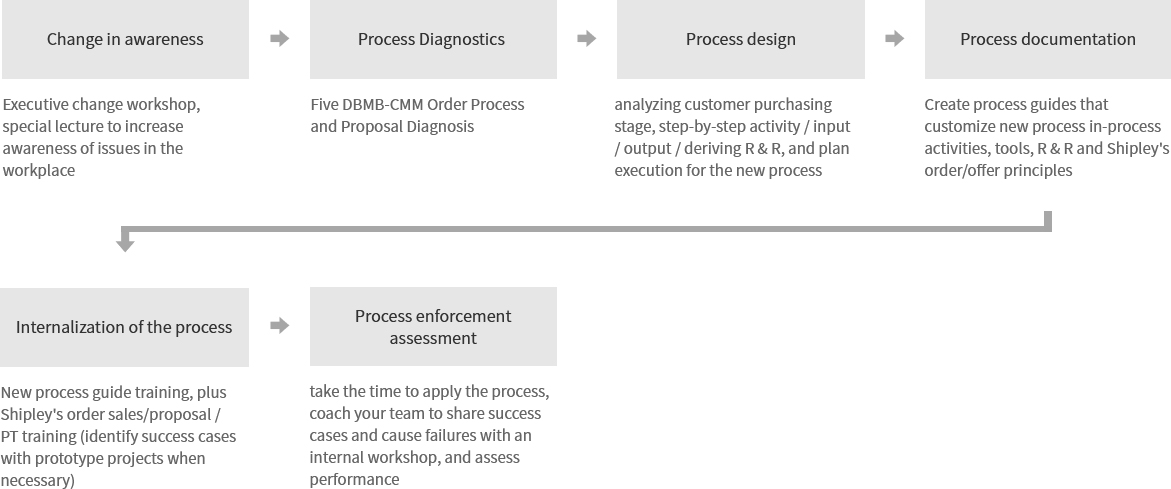 Change in awareness
Process Diagnostics
Process design
Process documentation
Executive change workshop,
special lecture to increase
awareness of issues in the
workplace
Five DBMB-CMM Order Process
and Proposal Diagnosis
analyzing customer purchasing
stage, step-by-step activity / input
/ output / deriving R & R, and plan
execution for the new process
Create process guides that
customize new process in-process
activities, tools, R & R and Shipley's
order/offer principles
Internalization of the process
Process enforcement
assessment
New process guide training, plus
Shipley's order sales/proposal /
PT training (identify success cases
with prototype projects when
necessary)
take the time to apply the process,
coach your team to share success
cases and cause failures with an
internal workshop, and assess
performance